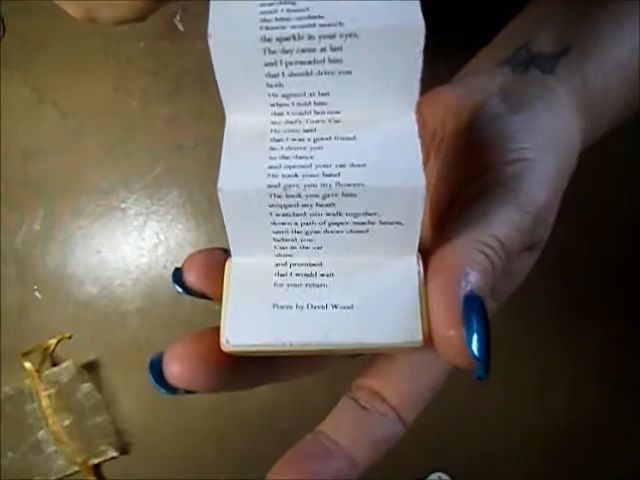 searching
until I found
the sparkle in your eyes.
The day came at last
and I persuaded him
that I should drive you
both.
He agreed at last
when I told him
that I could borrow
my dad's Town Car.
He even said
that I was a good friend.
So I drove you
to the dance
and opened your car door
He took your hand
and gave you my flowers.
The look you gave him
stopped my heart
I watched you walk together,
down a path of paper mache hearts,
until the gym doors closed
behind you.
I sat in the car
alone
and promised
that I would wait
for your return.
Poem by David Wood